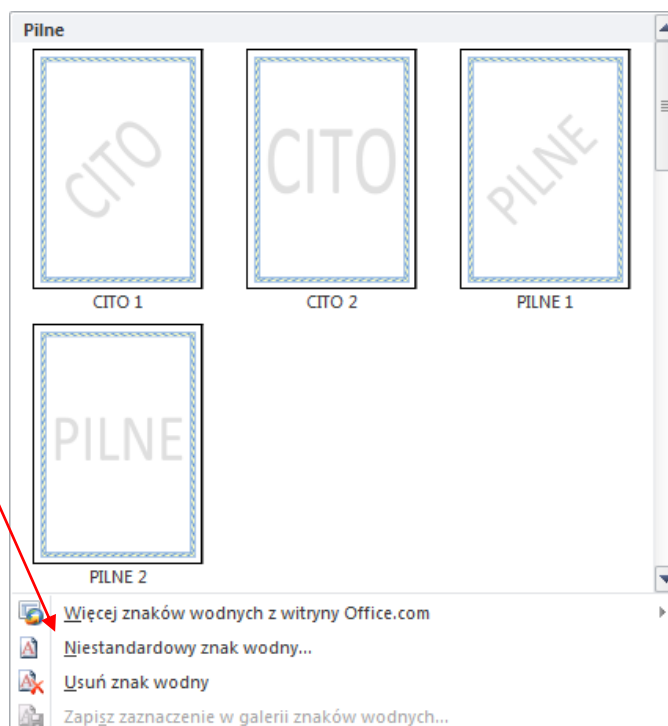 Pilne
CITO
CITO
PILNE
CITO 1
CITO 2
PILNE 1
PILNE
PILNE 2
Więcej znaków wodnych z witryny Office.com
Niestandardowy znak wodny...
Usuń znak wodny
Zapisz zaznaczenie w galerii znaków wodnych...